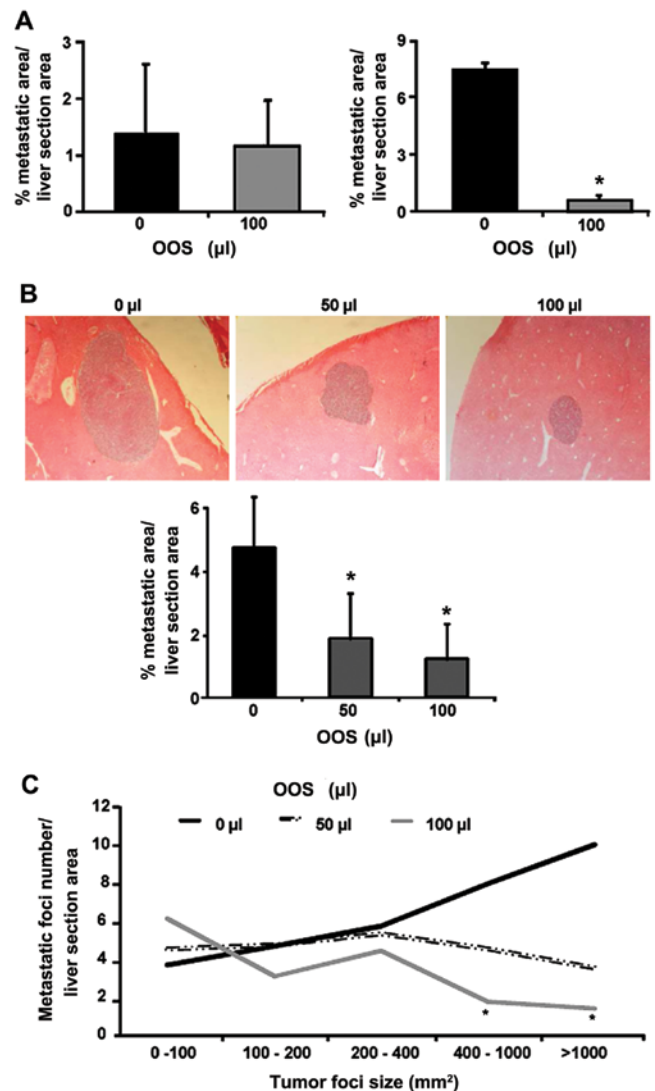 A
% metastatic area/
liver section area
3
2
1
0
0
100
OOS (µl)
% metastatic area/
liver section area
9
6
3
0
*
0
100
OOS (µl)
B
0 µl
50 µl
100 µl
% metastatic area/
liver section area
6
4
2
0
*
*
0
50
100
OOS (µl)
C
OOS (µl)
0 µl
50 µl
100 µl
Metastatic foci number/
liver section area
12
10
8
6
4
2
0
*
*
0 -100
100 - 200
200 - 400
400 - 1000
>1000
Tumor foci size (mm²)